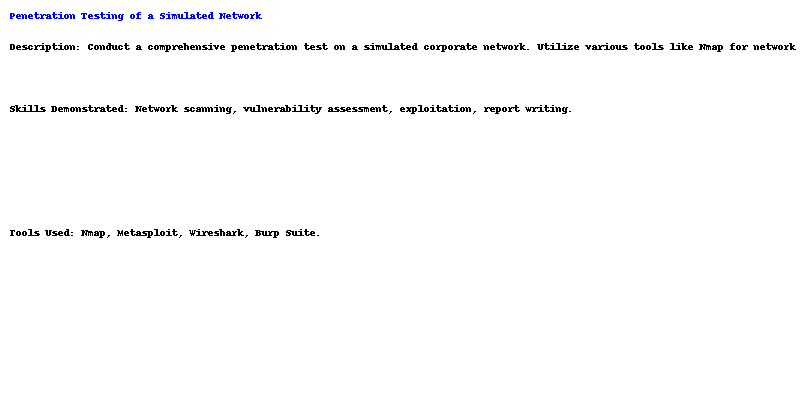 Penetration Testing of a Simulated Network
Description: Conduct a comprehensive penetration test on a simulated corporate network. Utilize various tools like Nmap for network
Skills Demonstrated: Network scanning, vulnerability assessment, exploitation, report writing.
Tools Used: Nmap, Metasploit, Wireshark, Burp Suite.